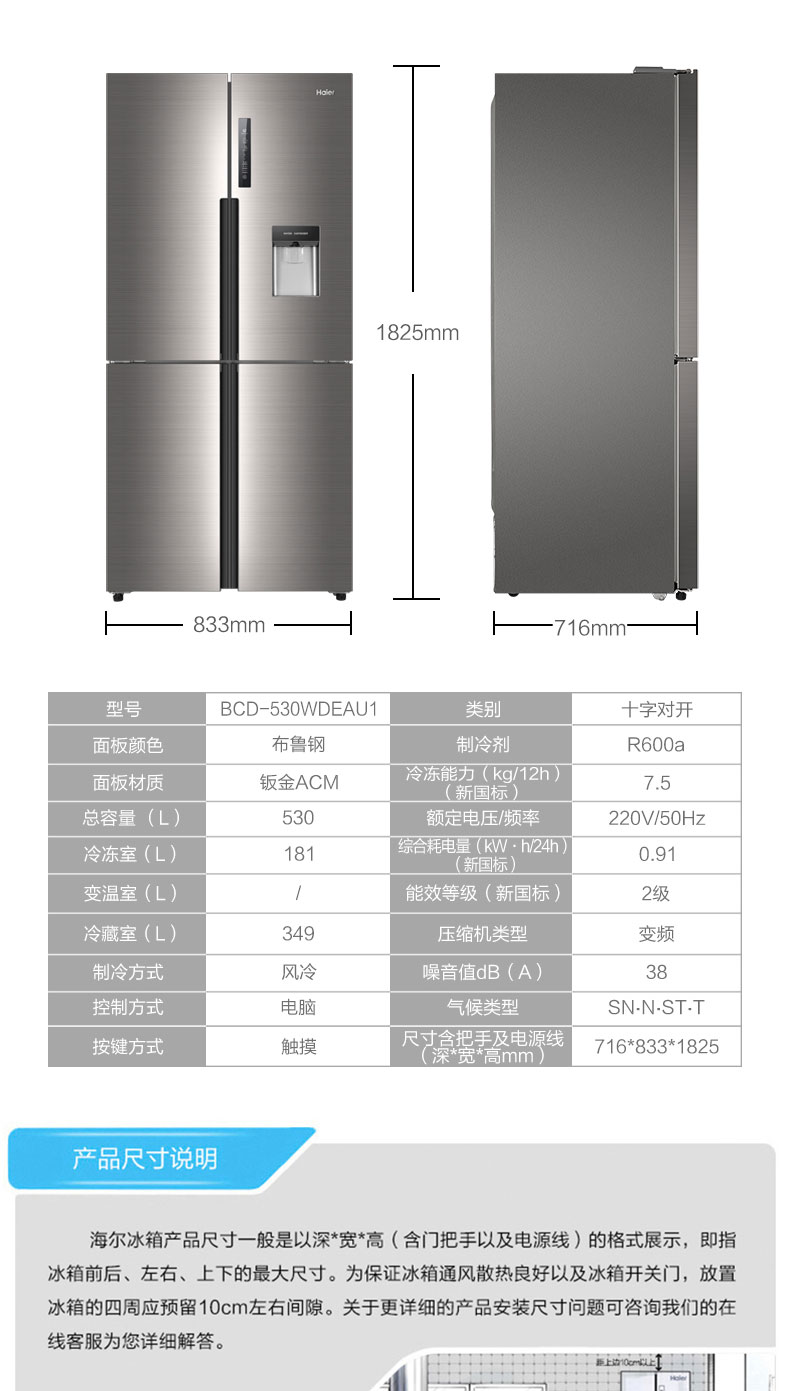 Haier
1825mm
833mm
716mm
型号 BCD-530WDEAU1 类别 十字对开
面板颜色 布鲁钢 制冷剂 R600a
面板材质 钣金ACM 冷冻能力（kg/12h）（新国标） 7.5
总容量（L） 530 额定电压/频率 220V/50Hz
冷冻室（L） 181 综合耗电量（kW·h/24h）（新国标） 0.91
变温室（L） / 能效等级（新国标） 2级
冷藏室（L） 349 压缩机类型 变频
制冷方式 风冷 噪音值dB（A） 38
控制方式 电脑 气候类型 SN·N·ST·T
按键方式 触摸 尺寸含把手及电源线（深*宽*高mm） 716*833*1825
产品尺寸说明
海尔冰箱产品尺寸一般是以深*宽*高（含门把手以及电源线）的格式展示，即指
冰箱前后、左右、上下的最大尺寸。为保证冰箱通风散热良好以及冰箱开关门，放置
冰箱的四周应预留10cm左右间隙。关于更详细的产品安装尺寸问题可咨询我们的在
线客服为您详细解答。
距上边10cm以上
Haier